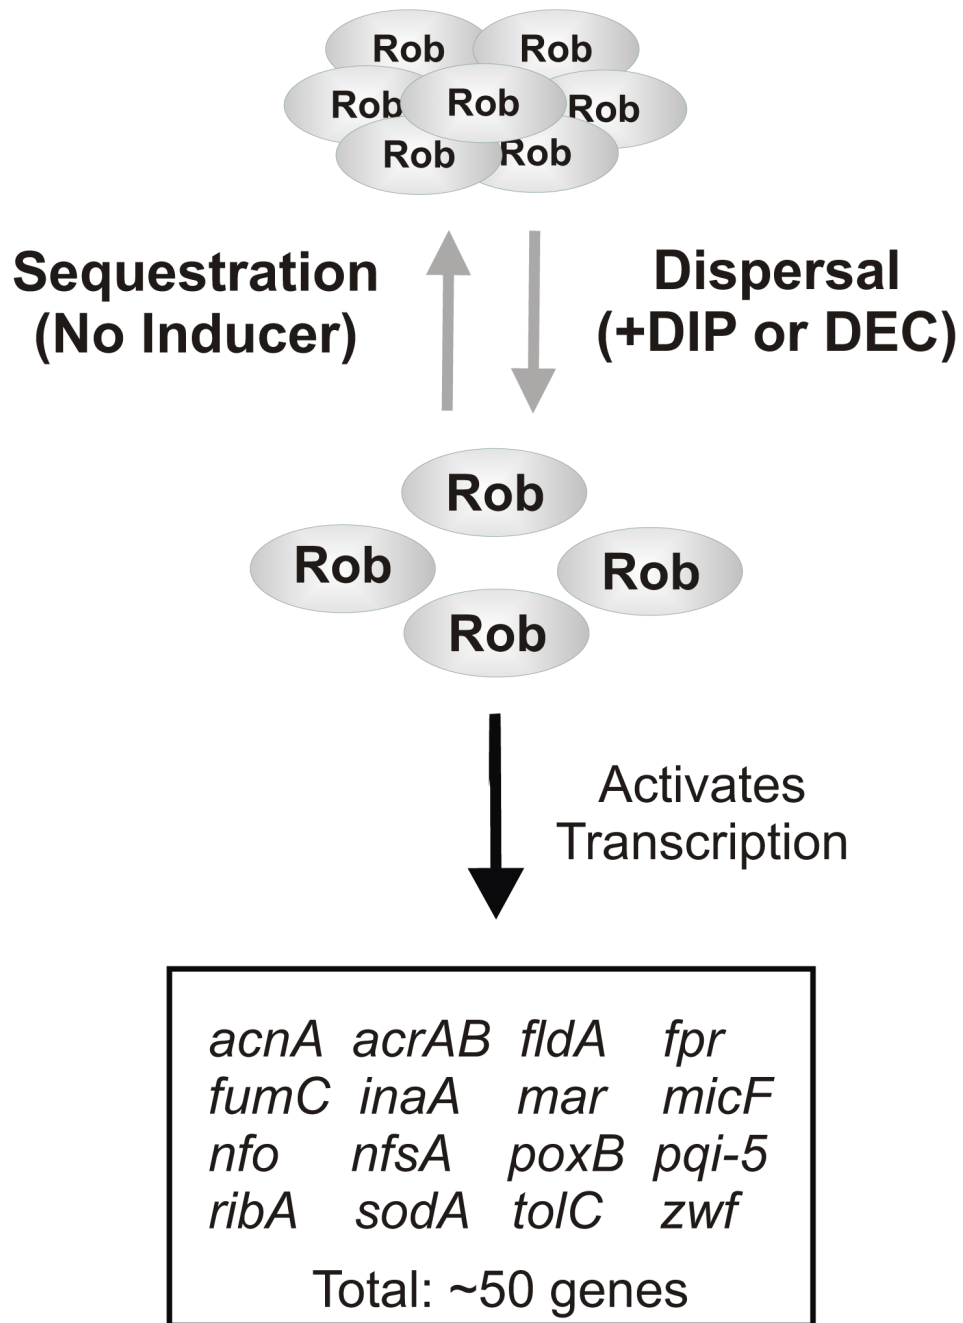 Rob Rob
Rob Rob Rob
Rob Rob
Sequestration
(No Inducer)
Dispersal
(+DIP or DEC)
Rob
Rob Rob
Rob
Activates
Transcription
acnA acrAB fldA fpr
fumC inaA mar micF
nfo nfsA poxB pqi-5
ribA sodA tolC zwf
Total: ~50 genes